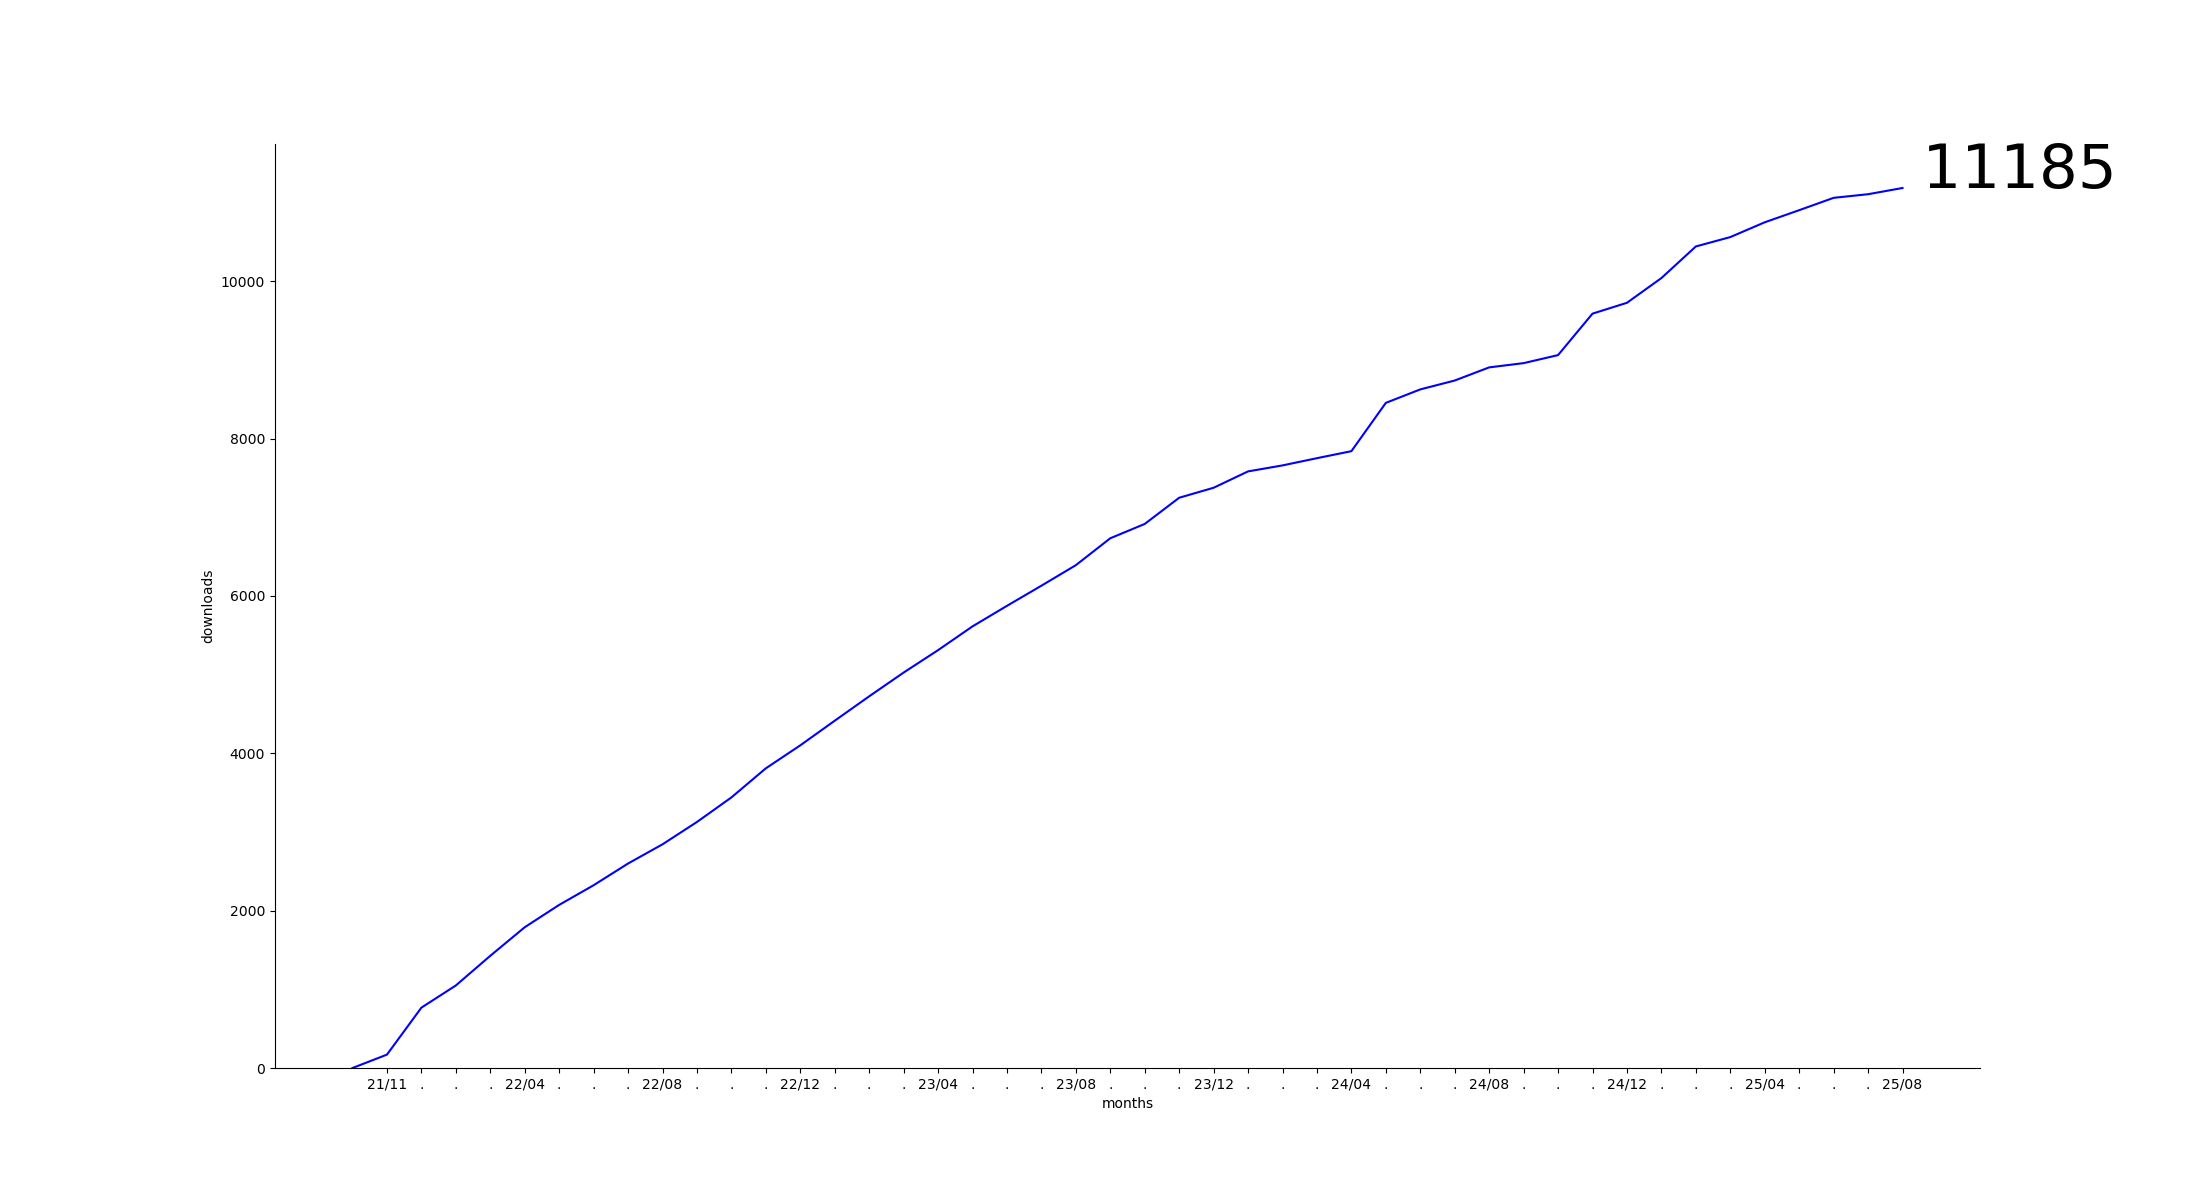 11185
10000
8000
6000
4000
2000
0
downloads
21/11 . . . 22/04 . . . 22/08 . . . 22/12 . . . 23/04 . . . 23/08 . . . 23/12 . . . 24/04 . . . 24/08 . . . 24/12 . . . 25/04 . . . 25/08
months